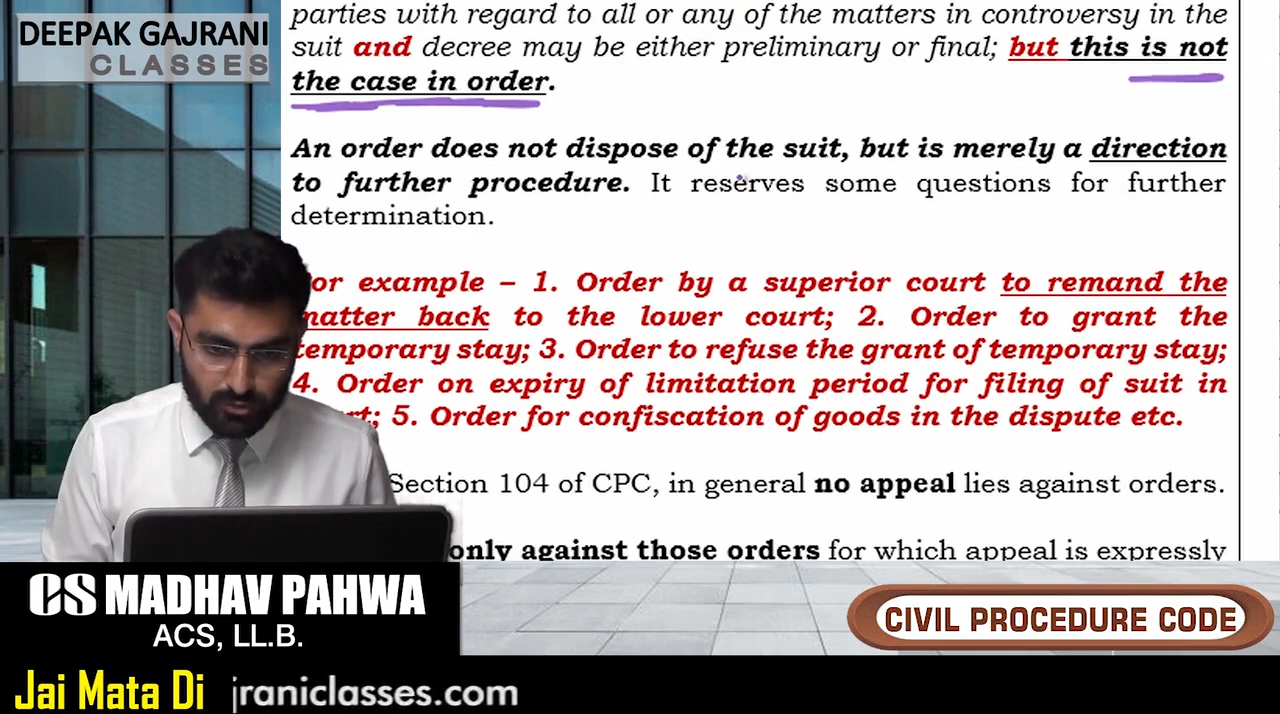 DEEPAK GAJRANI
CLASSES
parties with regard to all or any of the matters in controversy in the
suit and decree may be either preliminary or final; but this is not
the case in order.
An order does not dispose of the suit, but is merely a direction
to further procedure. It reserves some questions for further
determination.
or example – 1. Order by a superior court to remand the
matter back to the lower court; 2. Order to grant the
temporary stay; 3. Order to refuse the grant of temporary stay;
4. Order on expiry of limitation period for filing of suit in
rt; 5. Order for confiscation of goods in the dispute etc.
Section 104 of CPC, in general no appeal lies against orders.
only against those orders for which appeal is expressly
CS MADHAV PAHWA
ACS, LL.B.
CIVIL PROCEDURE CODE
Jai Mata Di jraniclasses.com